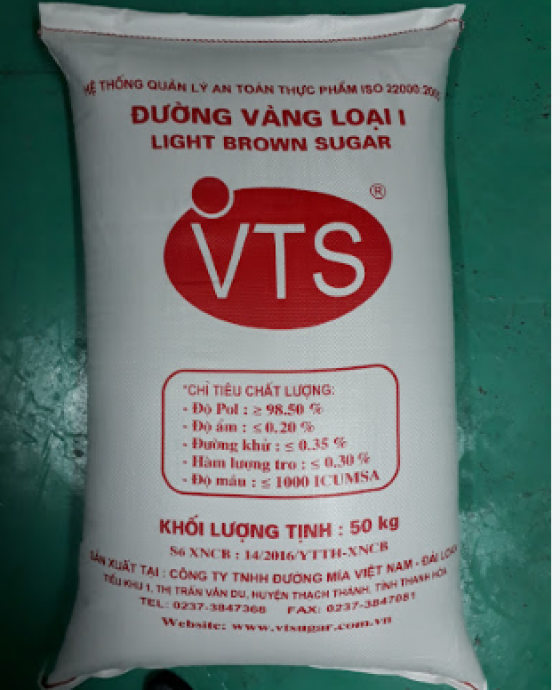 HỆ THỐNG QUẢN LÝ AN TOÀN THỰC PHẨM ISO 22000:
ĐƯỜNG VÀNG LOẠI I
LIGHT BROWN SUGAR
®
VTS
*CHỈ TIÊU CHẤT LƯỢNG:
- Độ Pol : ≥ 98.50 %
- Độ ẩm : ≤ 0.20 %
- Đường khử : ≤ 0.35 %
- Hàm lượng tro : ≤ 0.30 %
- Độ màu : ≤ 1000 ICUMSA
KHỐI LƯỢNG TỊNH : 50 kg
Số XNCB : 14/2016/YTTH-XNCB
SẢN XUẤT TẠI : CÔNG TY TNHH ĐƯỜNG MÍA VIỆT NAM - ĐÀI LOAN
TIỂU KHU 1, THỊ TRẤN VÂN DU, HUYỆN THẠCH THÀNH, TỈNH THANH HÓA
TEL: 0237-3847368 FAX: 0237-3847081
Website: www.vtsugar.com.vn